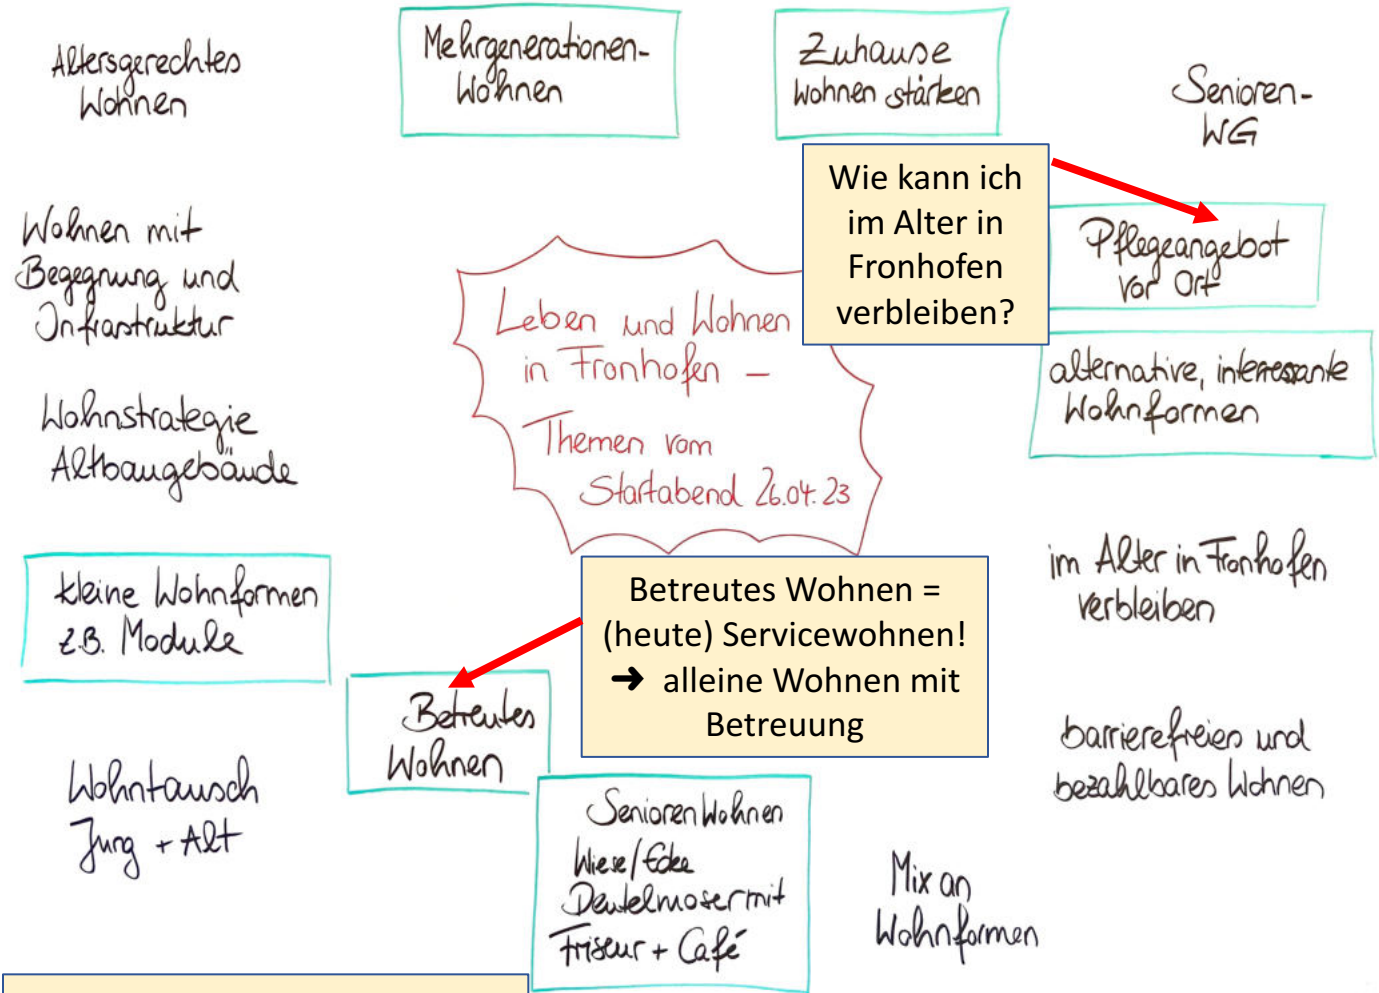 Altersgerechtes
Wohnen
Mehrgenerationen-
Wohnen
Zuhause
Wohnen stärken
Senioren-
WG
Wie kann ich
im Alter in
Fronhofen
verbleiben?
Pflegeangebot
vor Ort
Wohnen mit
Begegnung und
Infrastruktur
Leben und Wohnen
in Fronhofen –
Themen vom
Startabend 26.04.23
alternative, interessante
Wohnformen
Wohnstrategie
Altbaugebäude
im Alter in Fronhofen
verbleiben
kleine Wohnformen
z.B. Module
Betreutes Wohnen =
(heute) Servicewohnen!
➜ alleine Wohnen mit
Betreuung
Betreutes
Wohnen
barrierefreies und
bezahlbares Wohnen
Wohntausch
Jung + Alt
Senioren Wohnen
Wiese/Ecke
Deutelmoser mit
Friseur + Café
Mix an
Wohnformen